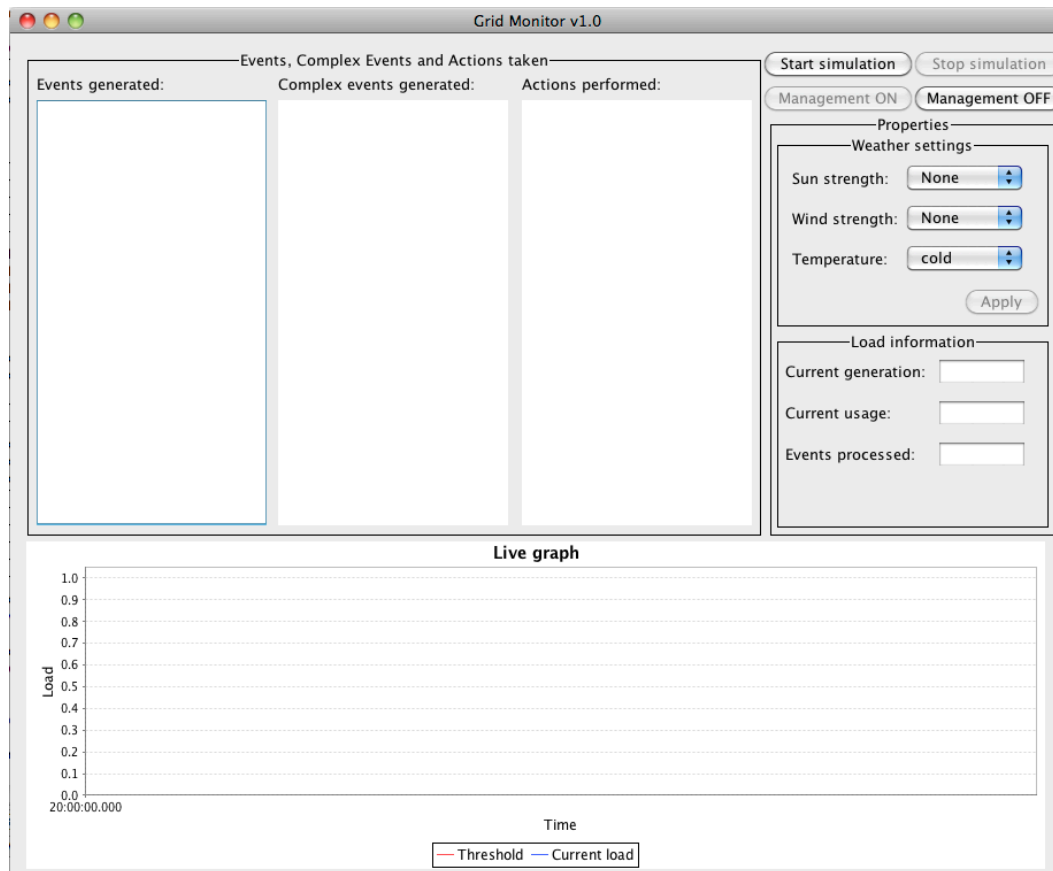 Grid Monitor v1.0
Events, Complex Events and Actions taken
Events generated: Complex events generated: Actions performed:
Start simulation Stop simulation
Management ON Management OFF
Properties
Weather settings
Sun strength: None
Wind strength: None
Temperature: cold
Apply
Load information
Current generation:
Current usage:
Events processed:
Live graph
1.0
0.9
0.8
0.7
0.6
0.5
0.4
0.3
0.2
0.1
0.0
Load
20:00:00.000
Time
Threshold Current load